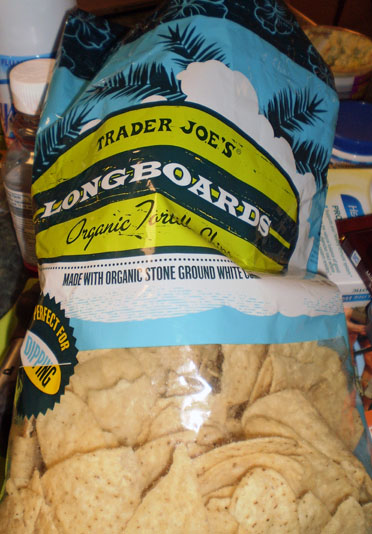 TRADER JOE'S
LONGBOARDS
Organic
MADE WITH ORGANIC STONE GROUND WHITE
PERFECT FOR
DIPPING